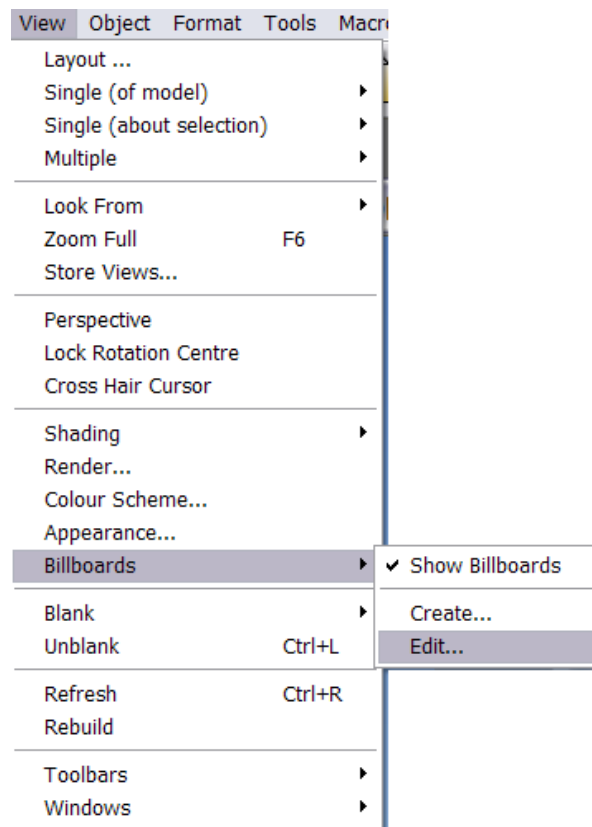 View Object Format Tools Macr
Layout ...
Single (of model)
Single (about selection)
Multiple
Look From
Zoom Full F6
Store Views...
Perspective
Lock Rotation Centre
Cross Hair Cursor
Shading
Render...
Colour Scheme...
Appearance...
Billboards
Show Billboards
Blank
Create...
Unblank Ctrl+L
Edit...
Refresh Ctrl+R
Rebuild
Toolbars
Windows